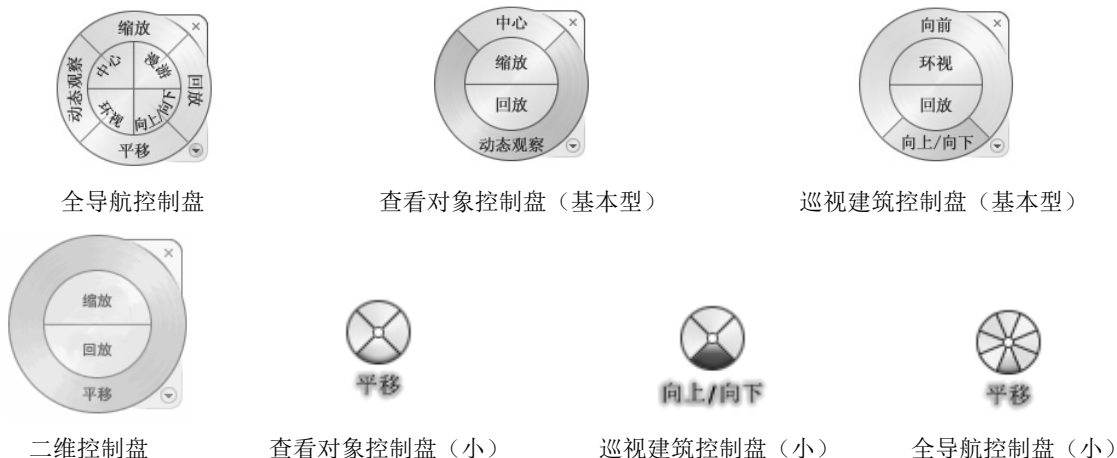 缩放
中心
漫游
动态观察
回放
环视
向上/向下
平移
中心
缩放
回放
动态观察
向前
环视
回放
向上/向下
全导航控制盘
查看对象控制盘（基本型）
巡视建筑控制盘（基本型）
缩放
回放
平移
平移
向上/向下
平移
二维控制盘
查看对象控制盘（小）
巡视建筑控制盘（小）
全导航控制盘（小）